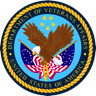 DEPARTMENT OF VETERANS AFFAIRS
UNITED STATES OF AMERICA